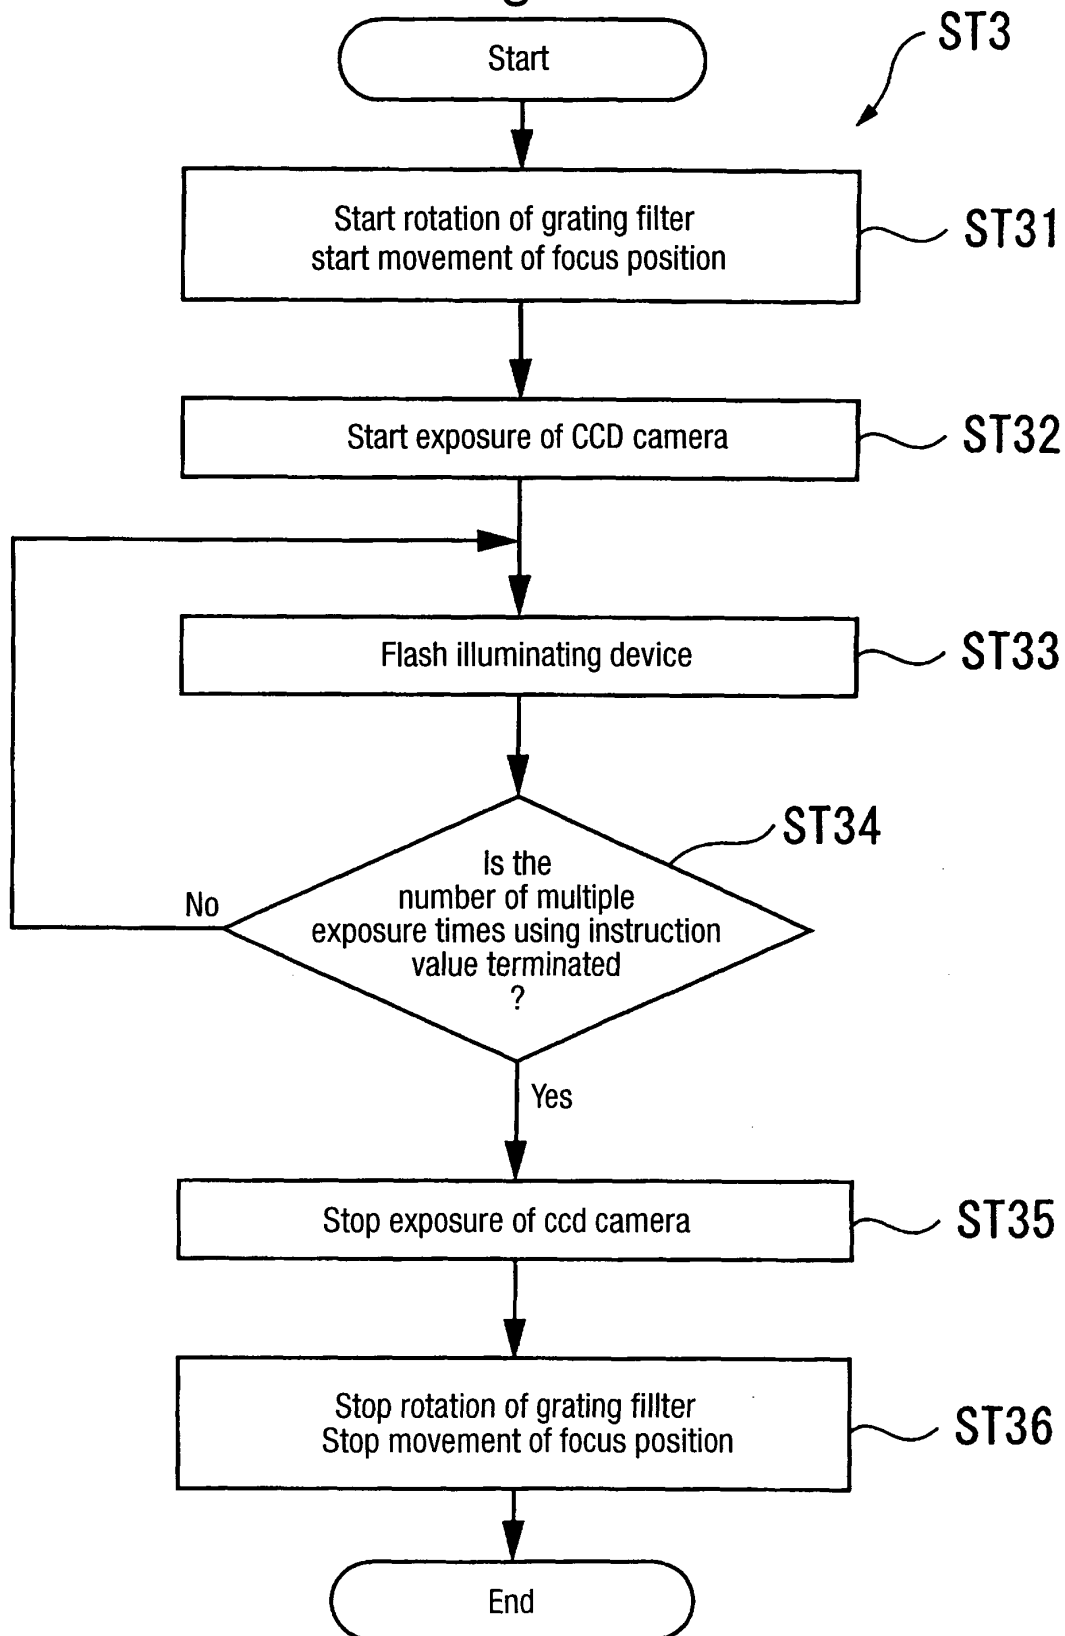 Start
ST3
Start rotation of grating filter
start movement of focus position
ST31
Start exposure of CCD camera
ST32
Flash illuminating device
ST33
ST34
Is the
number of multiple
exposure times using instruction
value terminated
?
No
Yes
Stop exposure of ccd camera
ST35
Stop rotation of grating fillter
Stop movement of focus position
ST36
End